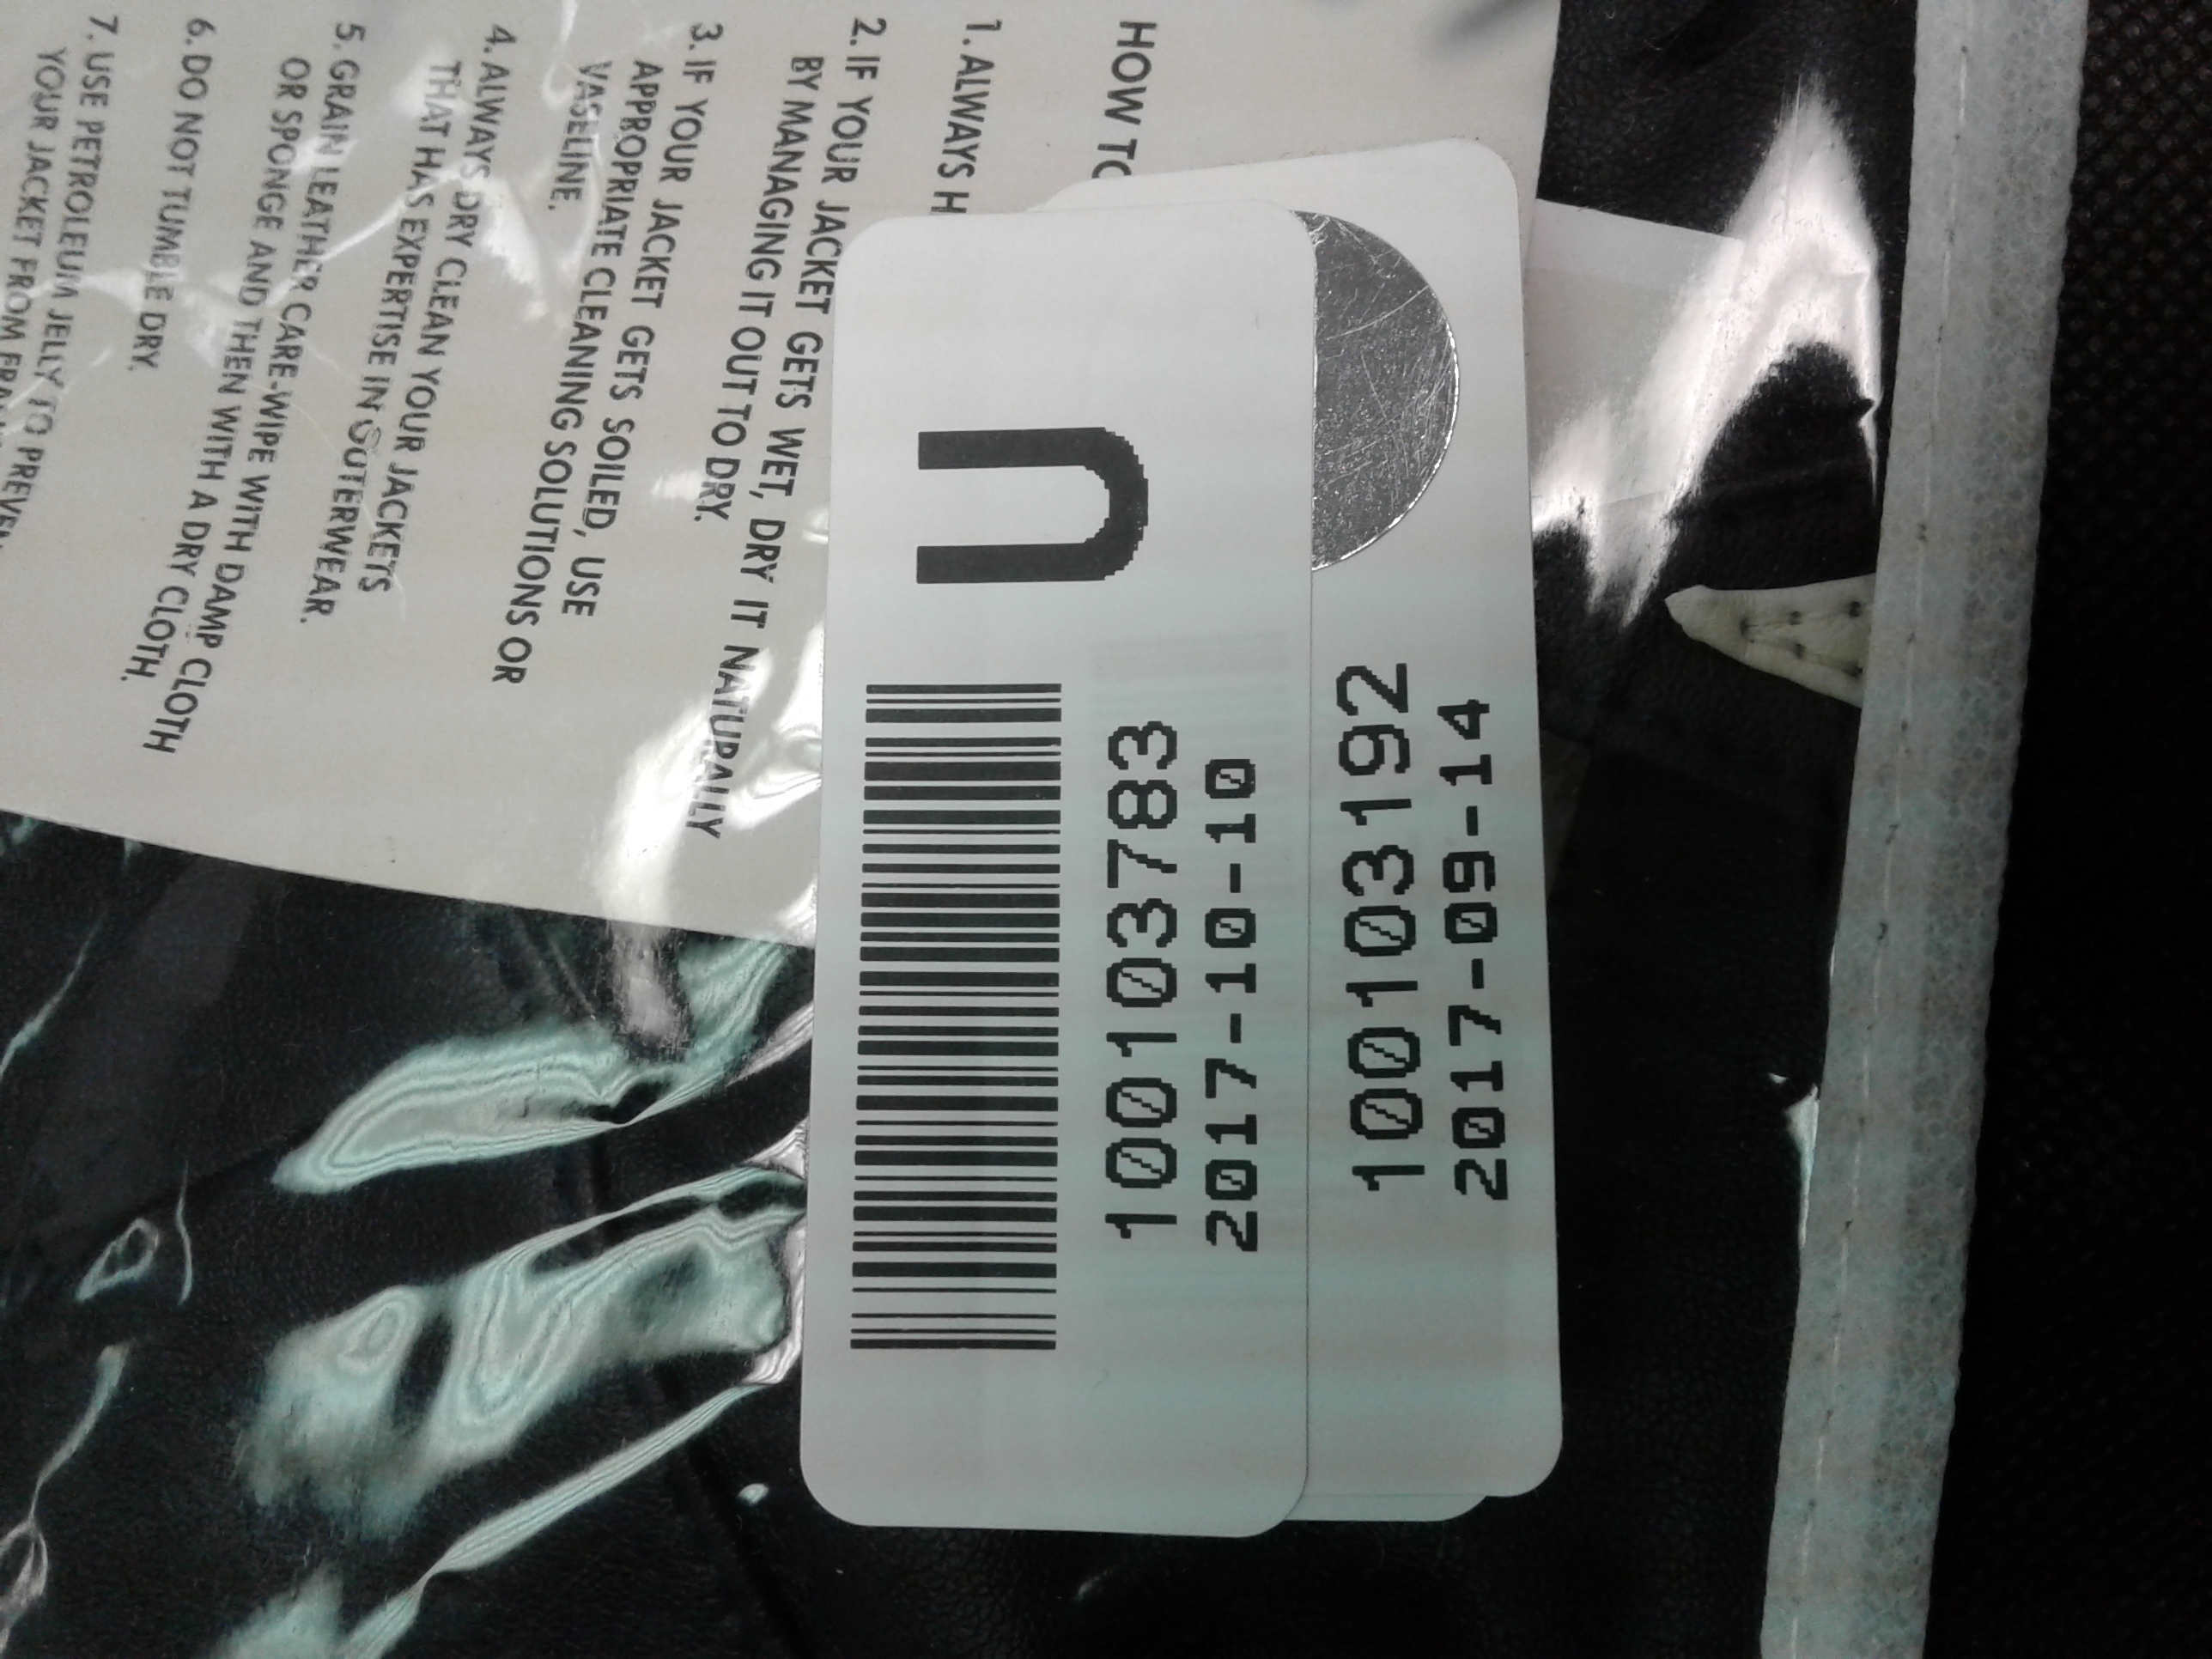 HOW TO
1. ALWAYS H
2. IF YOUR JACKET GETS WET, DRY IT NATURALLY
BY MANAGING IT OUT TO DRY.
3. IF YOUR JACKET GETS SOILED, USE
APPROPRIATE CLEANING SOLUTIONS OR
VASELINE.
4. ALWAYS DRY CLEAN YOUR JACKETS
THAT HAS EXPERTISE IN OUTERWEAR.
5. GRAIN LEATHER CARE-WIPE WITH DAMP CLOTH
OR SPONGE AND THEN WITH A DRY CLOTH.
6. DO NOT TUMBLE DRY.
7. USE PETROLEUM JELLY TO PREVEN
YOUR JACKET FROM
U
100103783
2017-10-10
100103192
2017-09-14